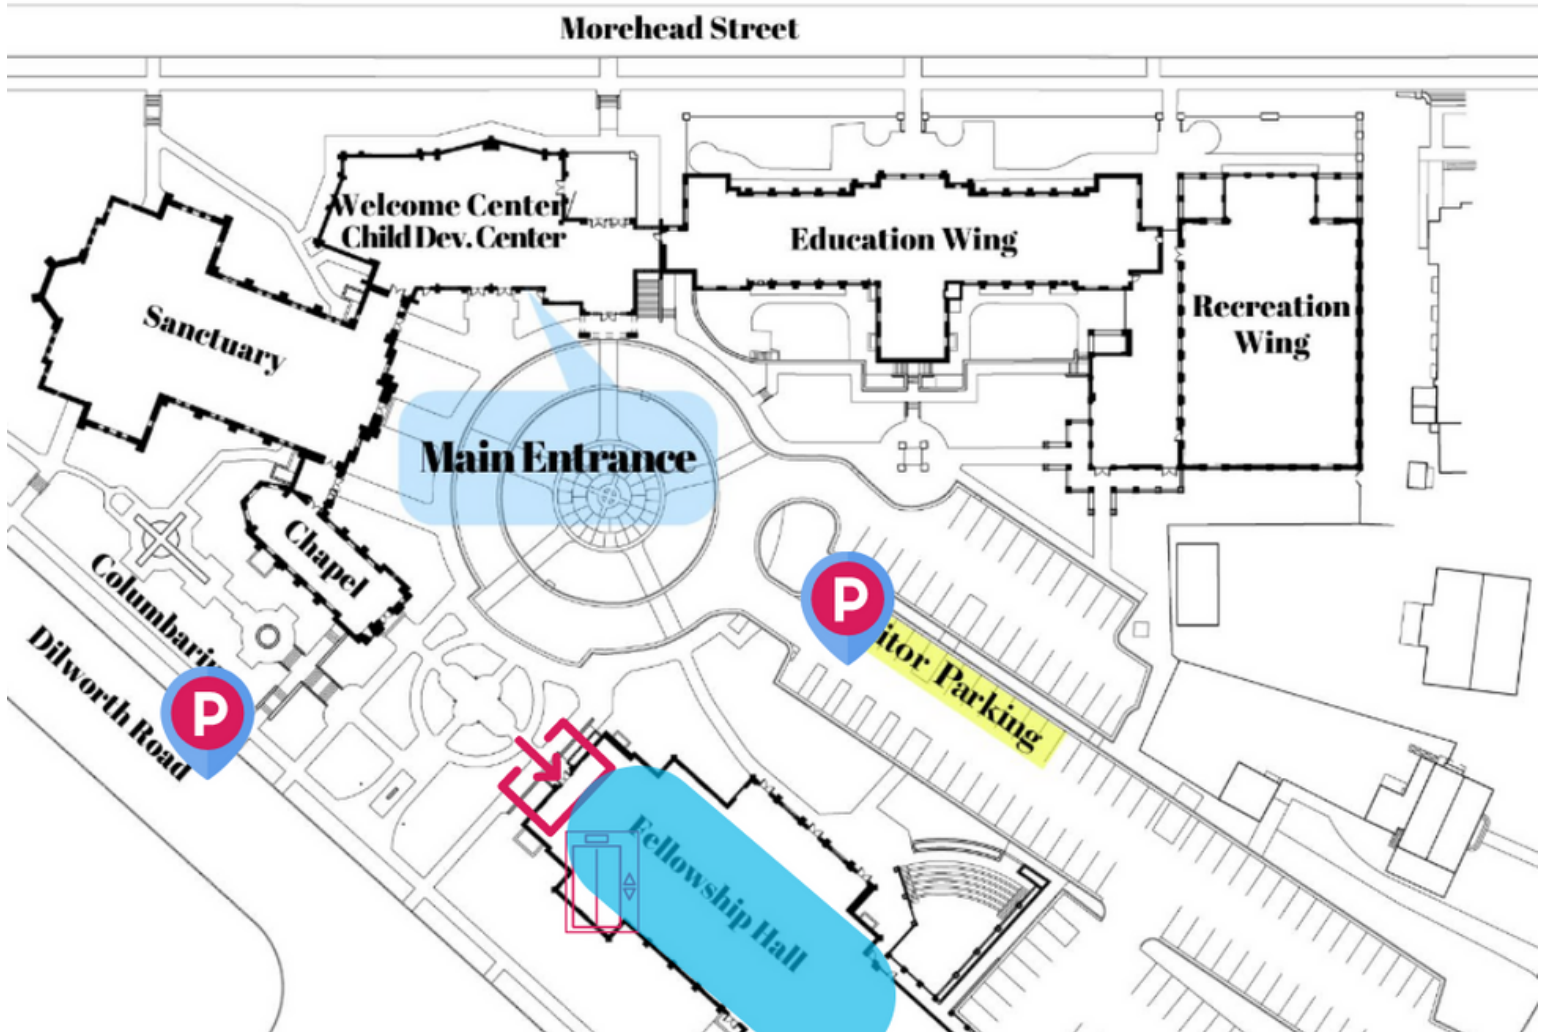 Morehead Street
Welcome Center
Child Dev. Center
Education Wing
Recreation
Wing
Sanctuary
Main Entrance
Chapel
P
itor Parking
Dilworth Road
P
Fellowship Hall